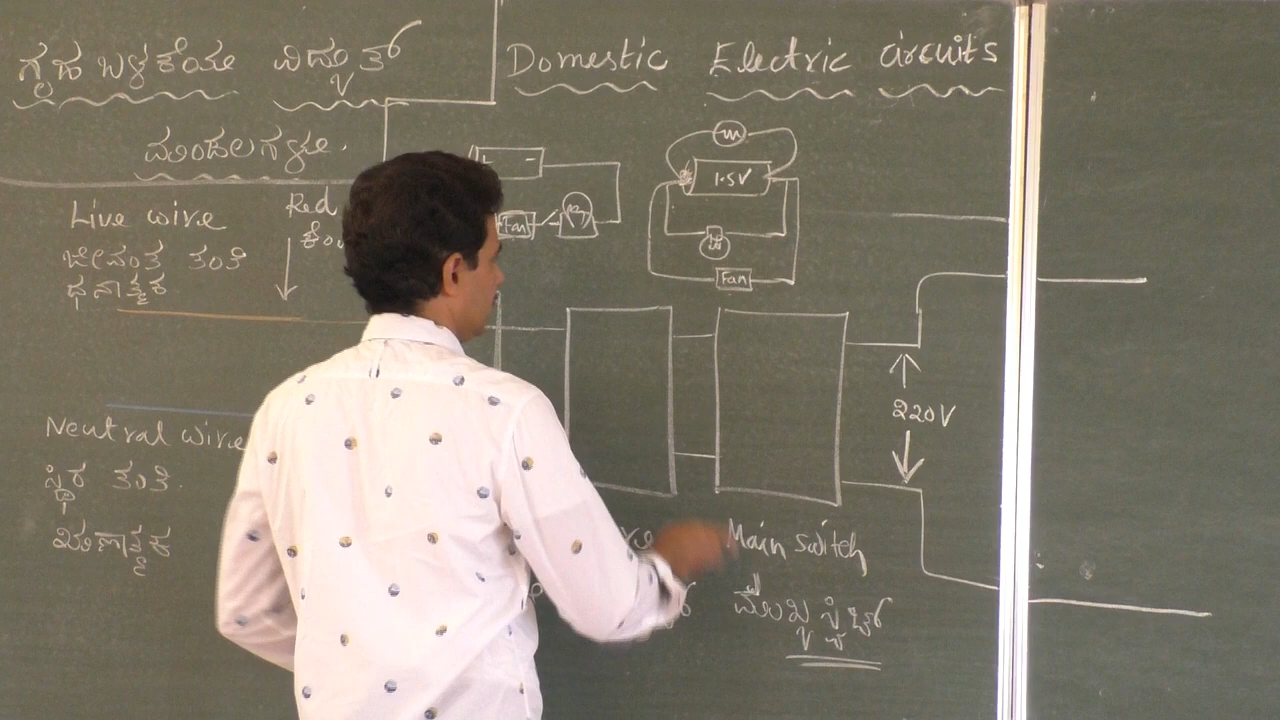 ಗೃಹ ಬಳಕೆಯ ವಿದ್ಯುತ್
ಮಂಡಲಗಳು.
Domestic Electric circuits
1.5V
Fan
Fan
Live wire
ಜೀವಂತ ತಂತಿ
ಧನಾತ್ಮಕ
Red
220V
Neutral wire
ಸ್ಥಿರ ತಂತಿ.
ಋಣಾತ್ಮಕ
Main switch